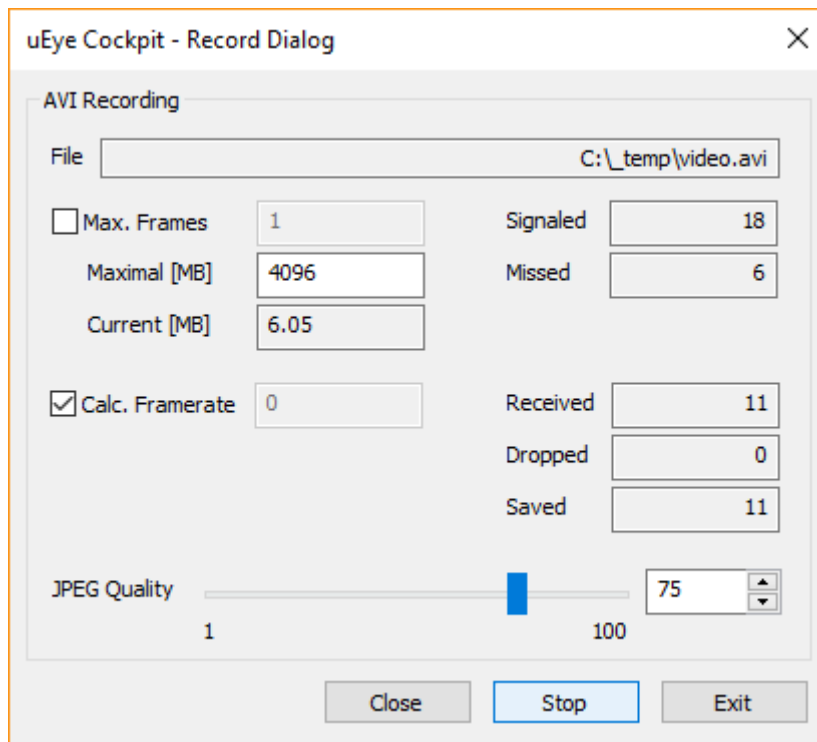 uEye Cockpit - Record Dialog
AVI Recording
File C:\_temp\video.avi
Max. Frames 1 Signaled 18
Maximal [MB] 4096 Missed 6
Current [MB] 6.05
Calc. Framerate 0 Received 11
Dropped 0
Saved 11
JPEG Quality 75
1 100
Close Stop Exit